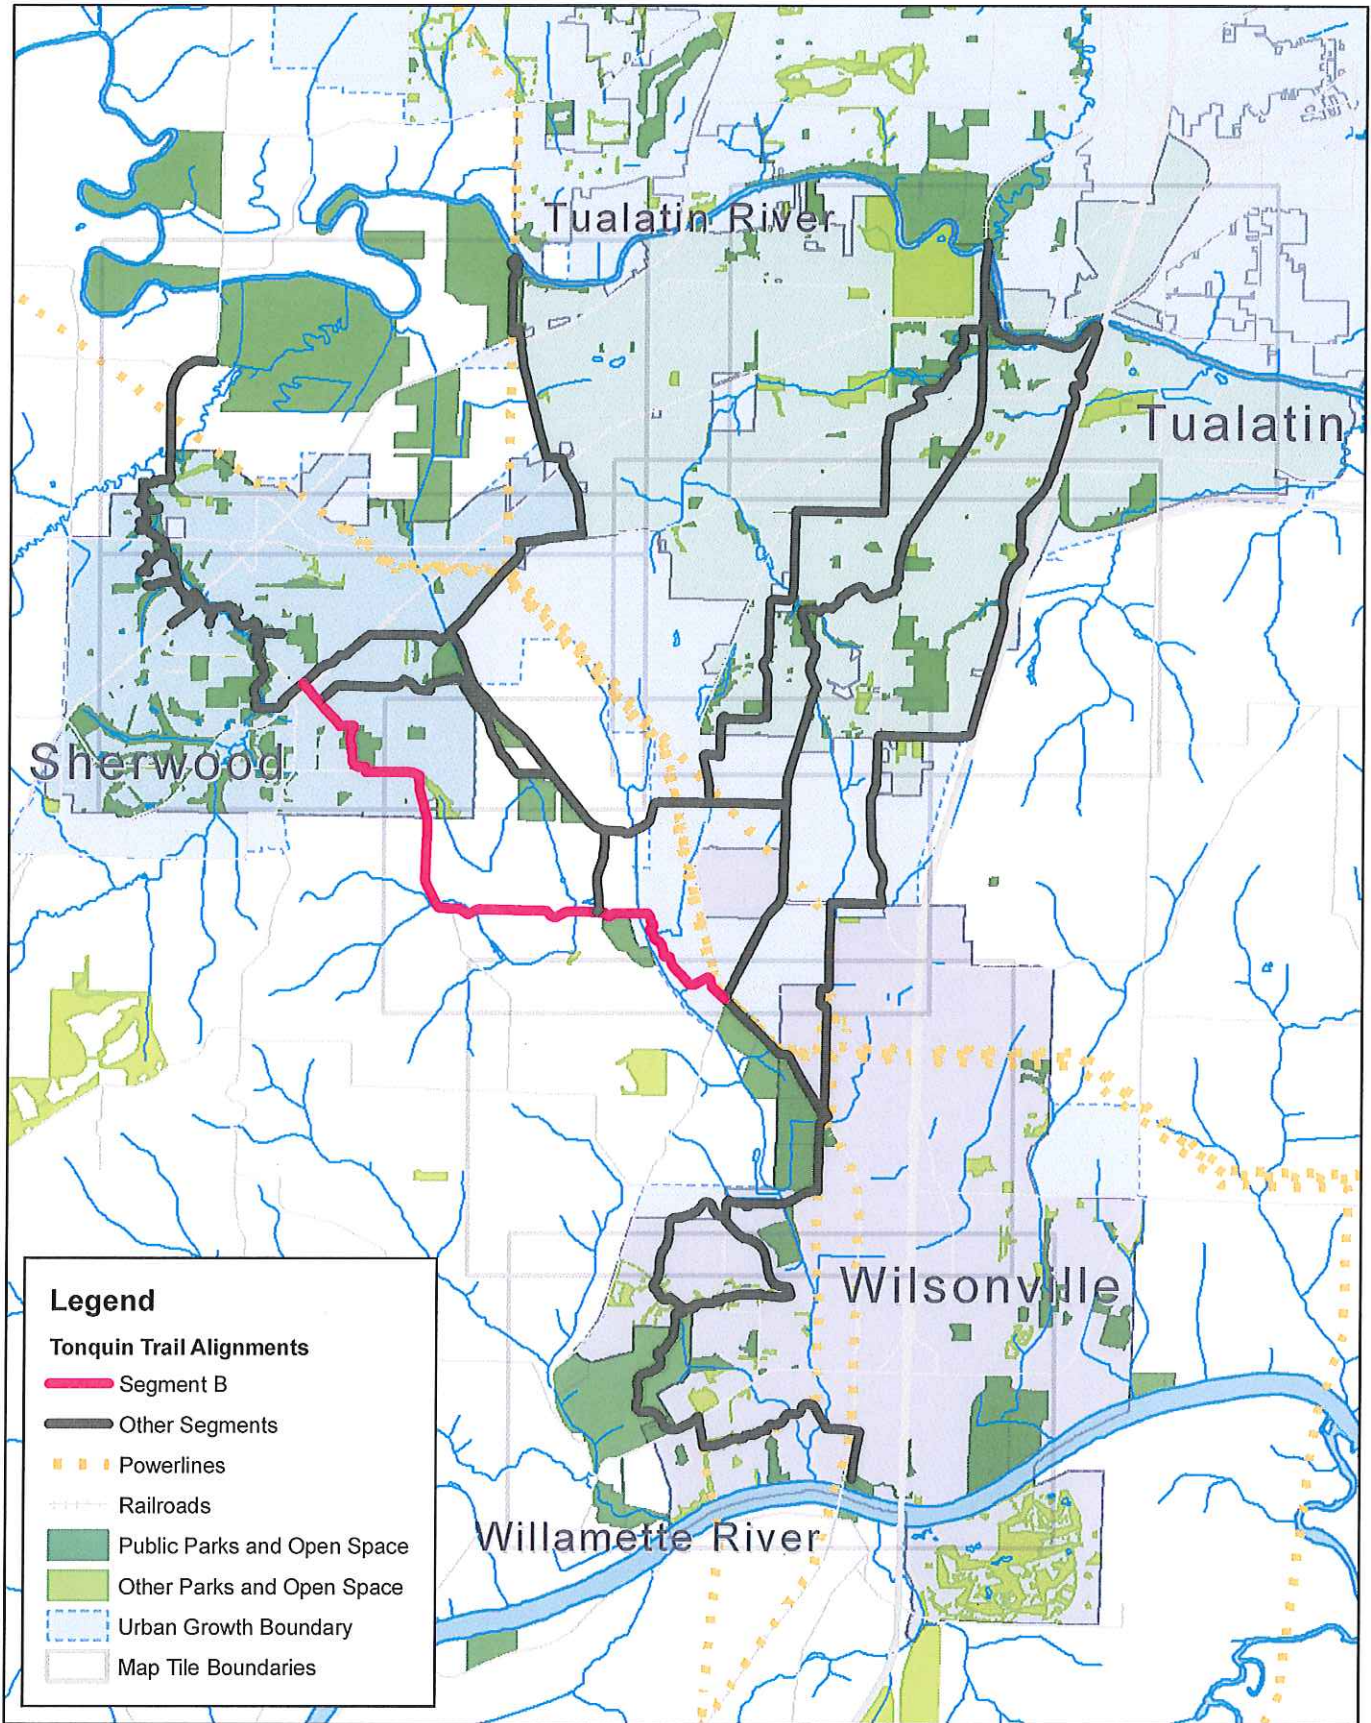 Tualatin River
Tualatin
Sherwood
Wilsonville
Willamette River
Legend
Tonquin Trail Alignments
Segment B
Other Segments
Powerlines
Railroads
Public Parks and Open Space
Other Parks and Open Space
Urban Growth Boundary
Map Tile Boundaries